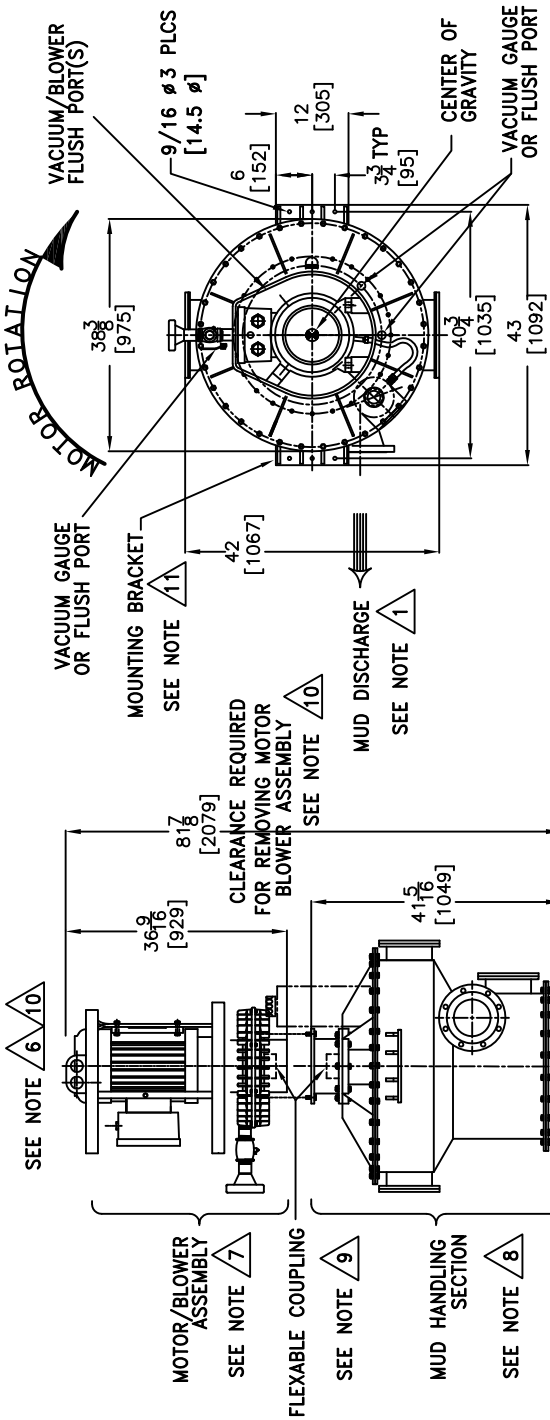 SEE NOTE 6 10
MOTOR/BLOWER
ASSEMBLY
SEE NOTE 7
FLEXABLE COUPLING
SEE NOTE 9
MUD HANDLING
SECTION
SEE NOTE 8
36 9/16
[929]
81 7/8
[2079]
CLEARANCE REQUIRED
FOR REMOVING MOTOR
BLOWER ASSEMBLY
SEE NOTE 10
41 5/16
[1049]
MOTOR ROTATION
VACUUM GAUGE
OR FLUSH PORT
MOUNTING BRACKET
SEE NOTE 11
38 3/8
[975]
42
[1067]
MUD DISCHARGE
SEE NOTE 1
VACUUM/BLOWER
FLUSH PORT(S)
9/16 ø 3 PLCS
[14.5 ø]
6
[152]
12
[305]
3 3/4 TYP
[95]
CENTER OF
GRAVITY
40 3/4
[1035]
43
[1092]
VACUUM GAUGE
OR FLUSH PORT